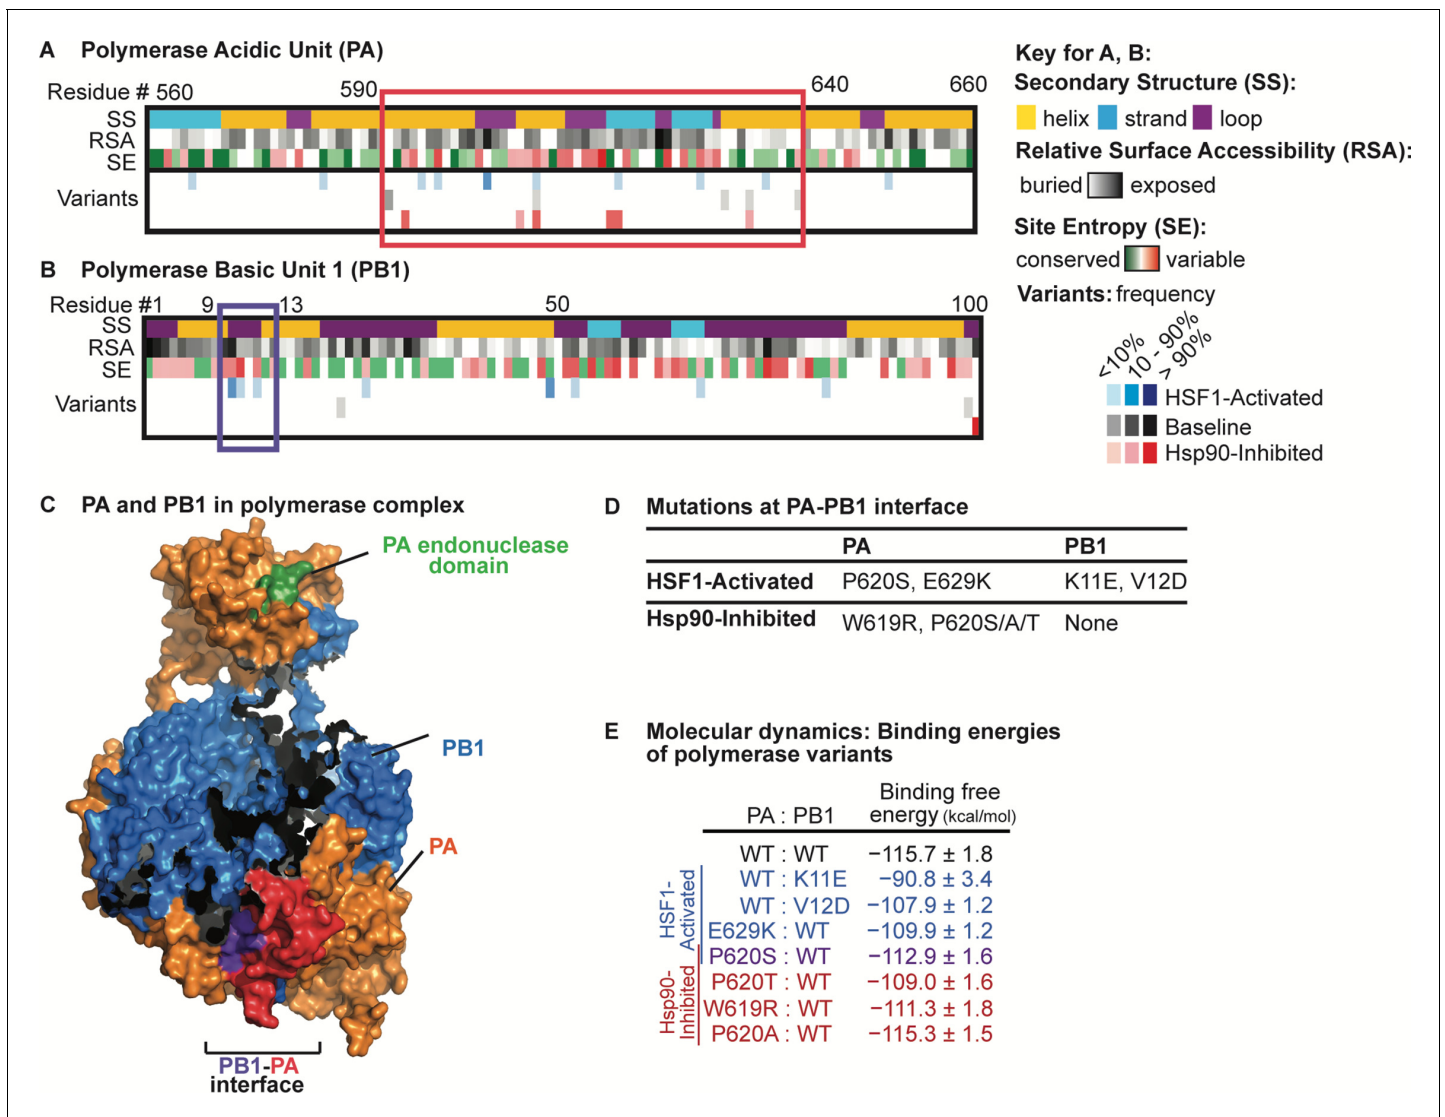 A Polymerase Acidic Unit (PA)
Residue # 560 590 640 660
SS
RSA
SE
Variants
B Polymerase Basic Unit 1 (PB1)
Residue #1 9 13 50 100
SS
RSA
SE
Variants
Key for A, B:
Secondary Structure (SS):
helix strand loop
Relative Surface Accessibility (RSA):
buried exposed
Site Entropy (SE):
conserved variable
Variants: frequency
<10% 10 - 90% > 90%
HSF1-Activated
Baseline
Hsp90-Inhibited
C PA and PB1 in polymerase complex
PA endonuclease
domain
PB1
PA
PB1-PA
interface
D Mutations at PA-PB1 interface
PA PB1
HSF1-Activated P620S, E629K K11E, V12D
Hsp90-Inhibited W619R, P620S/A/T None
E Molecular dynamics: Binding energies
of polymerase variants
Binding free
PA : PB1 energy (kcal/mol)
WT : WT −115.7 ± 1.8
HSF1-
Activated
WT : K11E −90.8 ± 3.4
WT : V12D −107.9 ± 1.2
E629K : WT −109.9 ± 1.2
P620S : WT −112.9 ± 1.6
Hsp90-
Inhibited
P620T : WT −109.0 ± 1.6
W619R : WT −111.3 ± 1.8
P620A : WT −115.3 ± 1.5